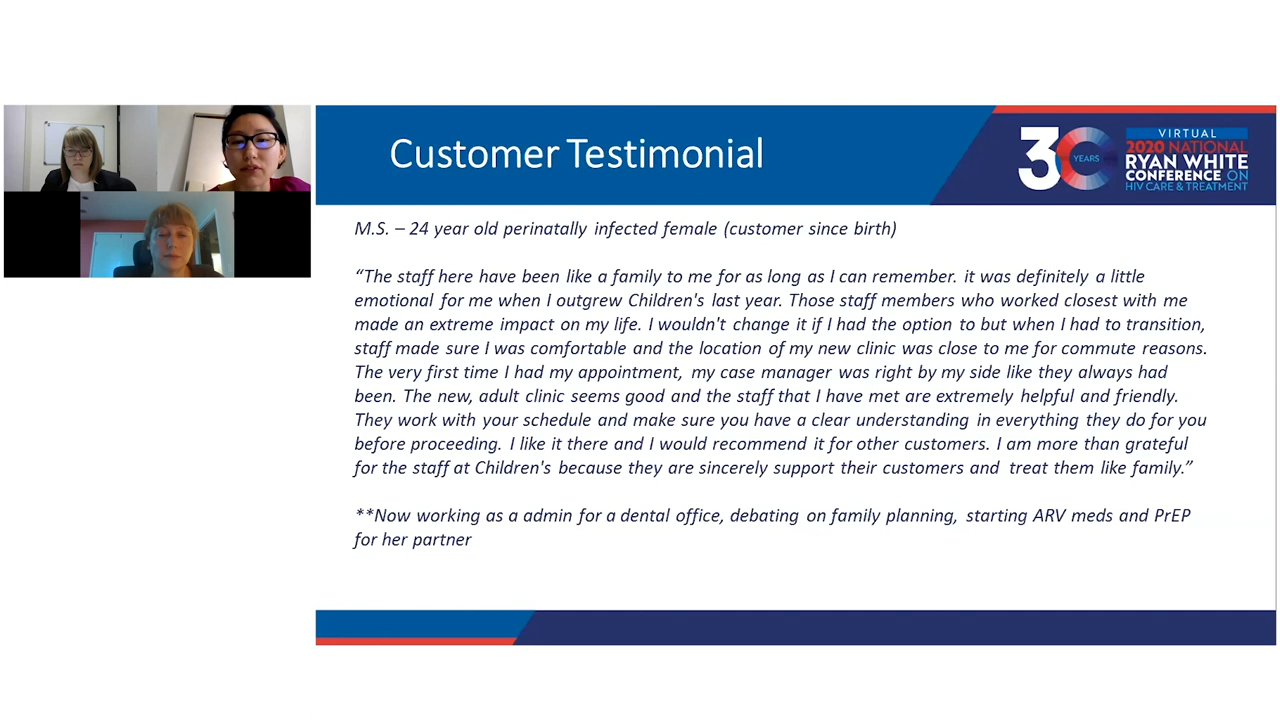 Customer Testimonial
30
YEARS
VIRTUAL
2020 NATIONAL
RYAN WHITE
CONFERENCE ON
HIV CARE & TREATMENT
M.S. – 24 year old perinatally infected female (customer since birth)
“The staff here have been like a family to me for as long as I can remember. it was definitely a little
emotional for me when I outgrew Children's last year. Those staff members who worked closest with me
made an extreme impact on my life. I wouldn't change it if I had the option to but when I had to transition,
staff made sure I was comfortable and the location of my new clinic was close to me for commute reasons.
The very first time I had my appointment, my case manager was right by my side like they always had
been. The new, adult clinic seems good and the staff that I have met are extremely helpful and friendly.
They work with your schedule and make sure you have a clear understanding in everything they do for you
before proceeding. I like it there and I would recommend it for other customers. I am more than grateful
for the staff at Children's because they are sincerely support their customers and treat them like family.”
**Now working as a admin for a dental office, debating on family planning, starting ARV meds and PrEP
for her partner